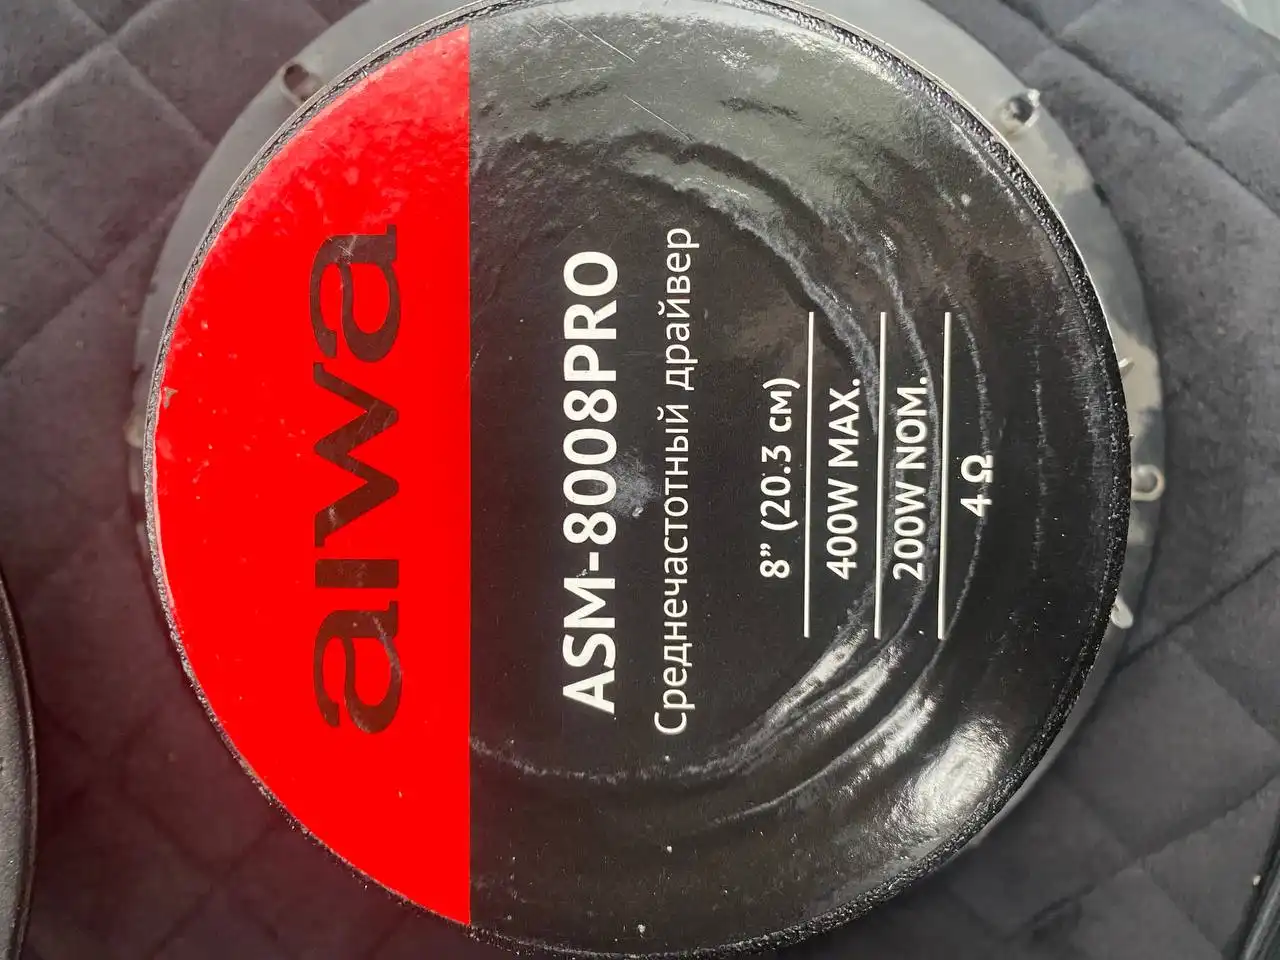 aiwa
ASM-8008PRO
Среднечастотный драйвер
8” (20.3 см)
400W MAX.
200W NOM.
4 Ω